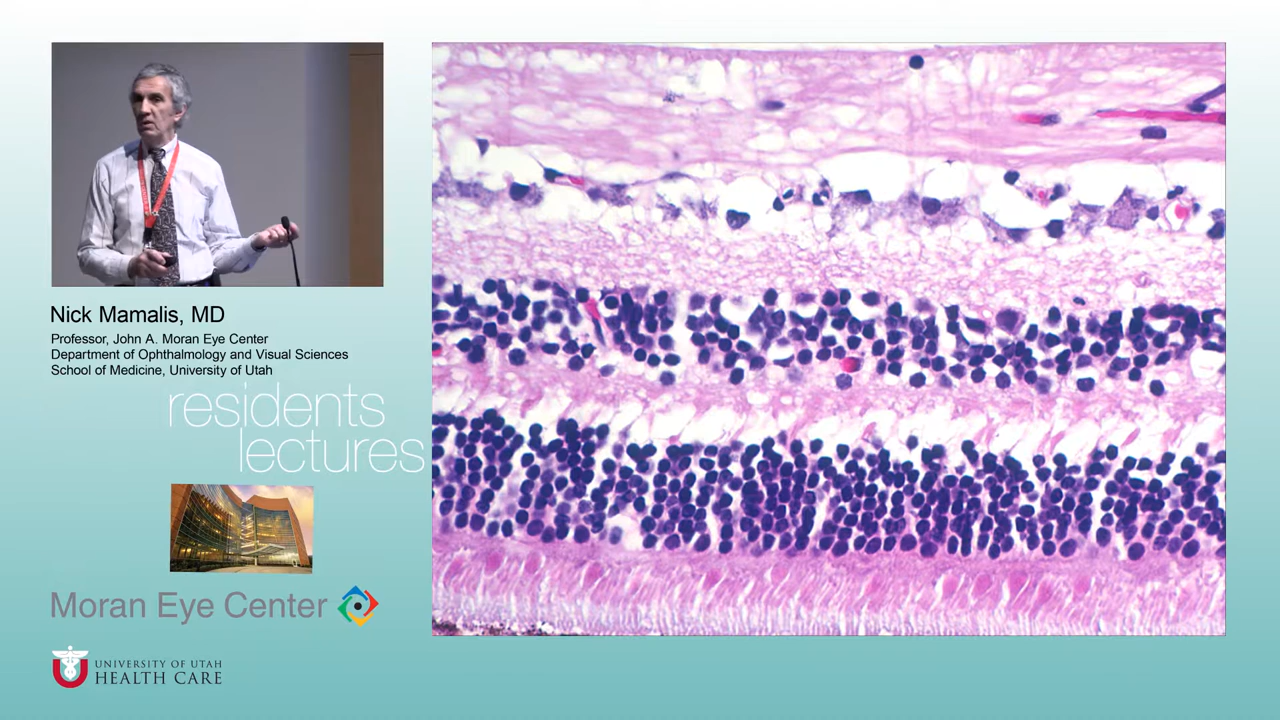 Nick Mamalis, MD
Professor, John A. Moran Eye Center
Department of Ophthalmology and Visual Sciences
School of Medicine, University of Utah
residents
lectures
Moran Eye Center
UNIVERSITY OF UTAH
HEALTH CARE